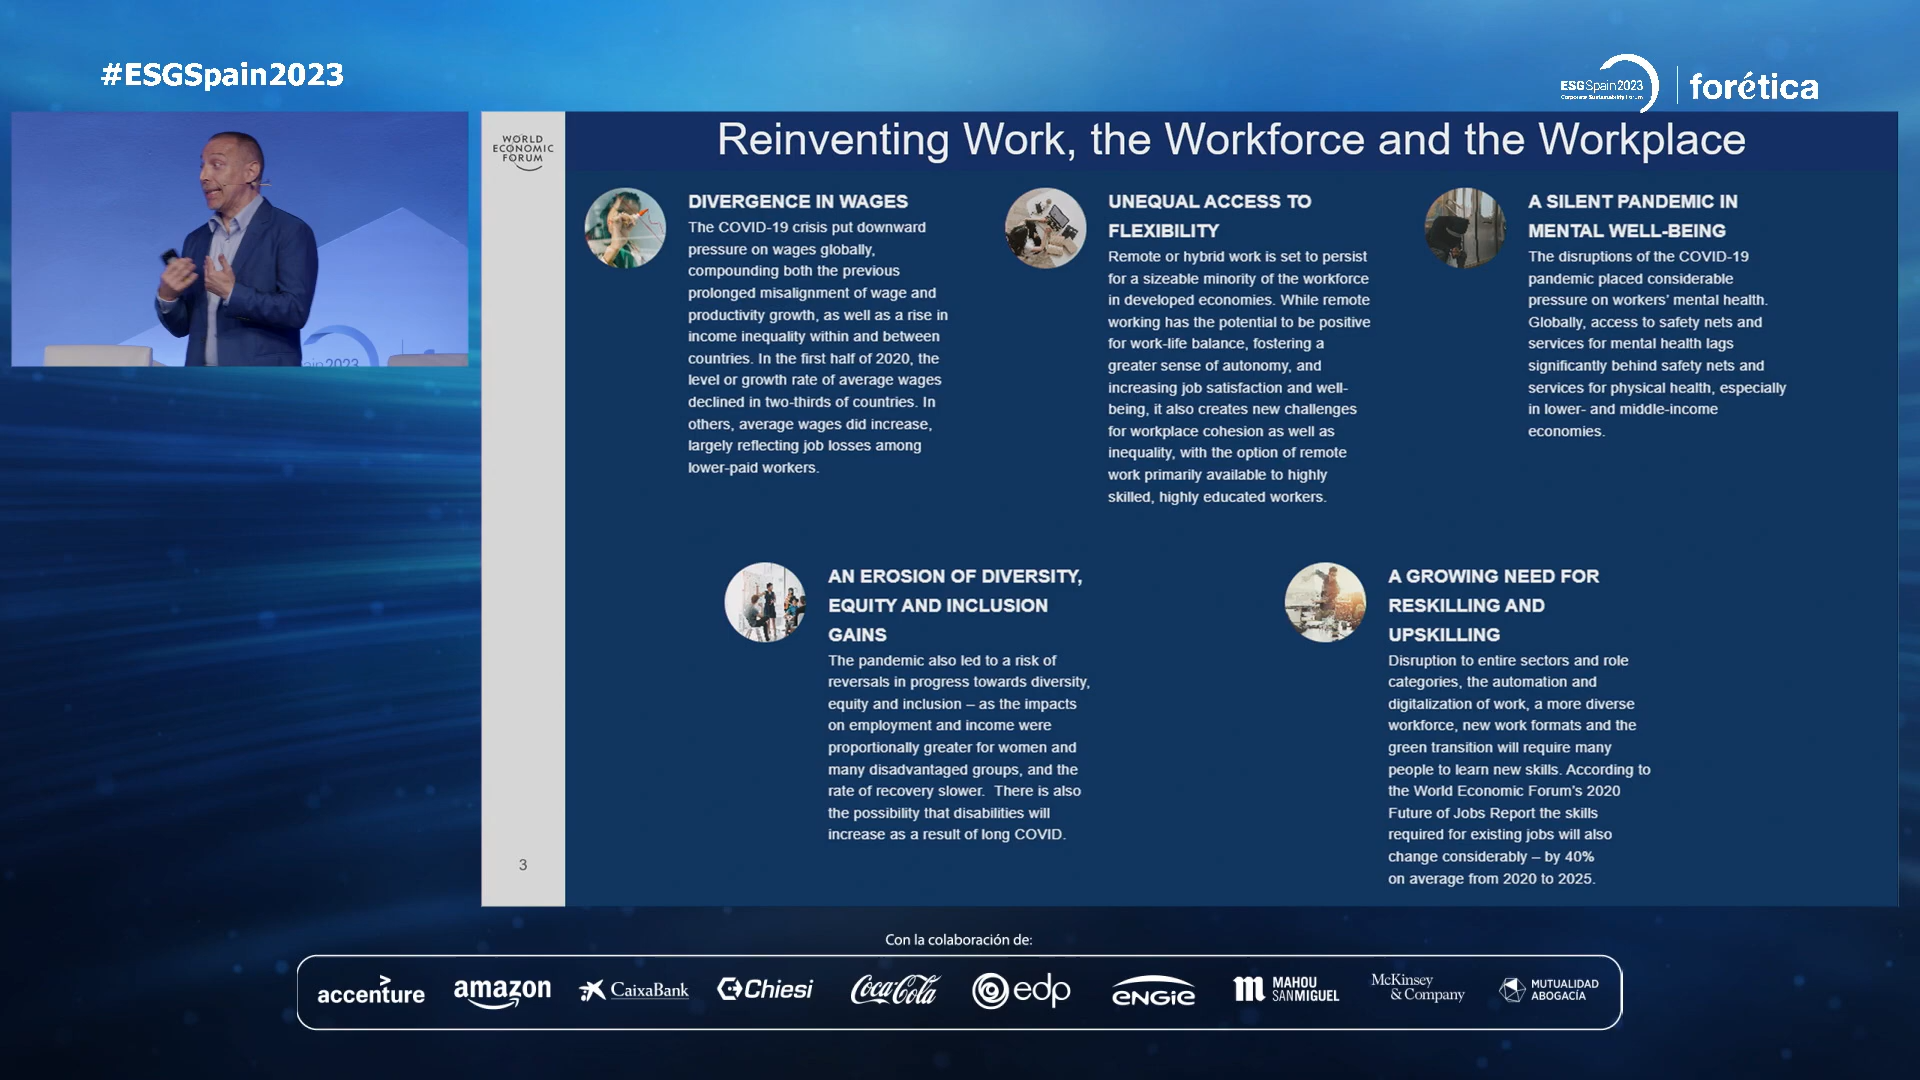 #ESGSpain2023
ESGSpain2023
Corporate Sustainability Forum
forética
WORLD
ECONOMIC
FORUM
Reinventing Work, the Workforce and the Workplace
DIVERGENCE IN WAGES
The COVID-19 crisis put downward
pressure on wages globally,
compounding both the previous
prolonged misalignment of wage and
productivity growth, as well as a rise in
income inequality within and between
countries. In the first half of 2020, the
level or growth rate of average wages
declined in two-thirds of countries. In
others, average wages did increase,
largely reflecting job losses among
lower-paid workers.
UNEQUAL ACCESS TO
FLEXIBILITY
Remote or hybrid work is set to persist
for a sizeable minority of the workforce
in developed economies. While remote
working has the potential to be positive
for work-life balance, fostering a
greater sense of autonomy, and
increasing job satisfaction and well-
being, it also creates new challenges
for workplace cohesion as well as
inequality, with the option of remote
work primarily available to highly
skilled, highly educated workers.
A SILENT PANDEMIC IN
MENTAL WELL-BEING
The disruptions of the COVID-19
pandemic placed considerable
pressure on workers' mental health.
Globally, access to safety nets and
services for mental health lags
significantly behind safety nets and
services for physical health, especially
in lower- and middle-income
economies.
AN EROSION OF DIVERSITY,
EQUITY AND INCLUSION
GAINS
The pandemic also led to a risk of
reversals in progress towards diversity,
equity and inclusion – as the impacts
on employment and income were
proportionally greater for women and
many disadvantaged groups, and the
rate of recovery slower.  There is also
the possibility that disabilities will
increase as a result of long COVID.
A GROWING NEED FOR
RESKILLING AND
UPSKILLING
Disruption to entire sectors and role
categories, the automation and
digitalization of work, a more diverse
workforce, new work formats and the
green transition will require many
people to learn new skills. According to
the World Economic Forum's 2020
Future of Jobs Report the skills
required for existing jobs will also
change considerably – by 40%
on average from 2020 to 2025.
3
Con la colaboración de:
accenture
amazon
CaixaBank
Chiesi
Coca-Cola
edp
ENGIE
MAHOU
SANMIGUEL
McKinsey
& Company
MUTUALIDAD
ABOGACÍA